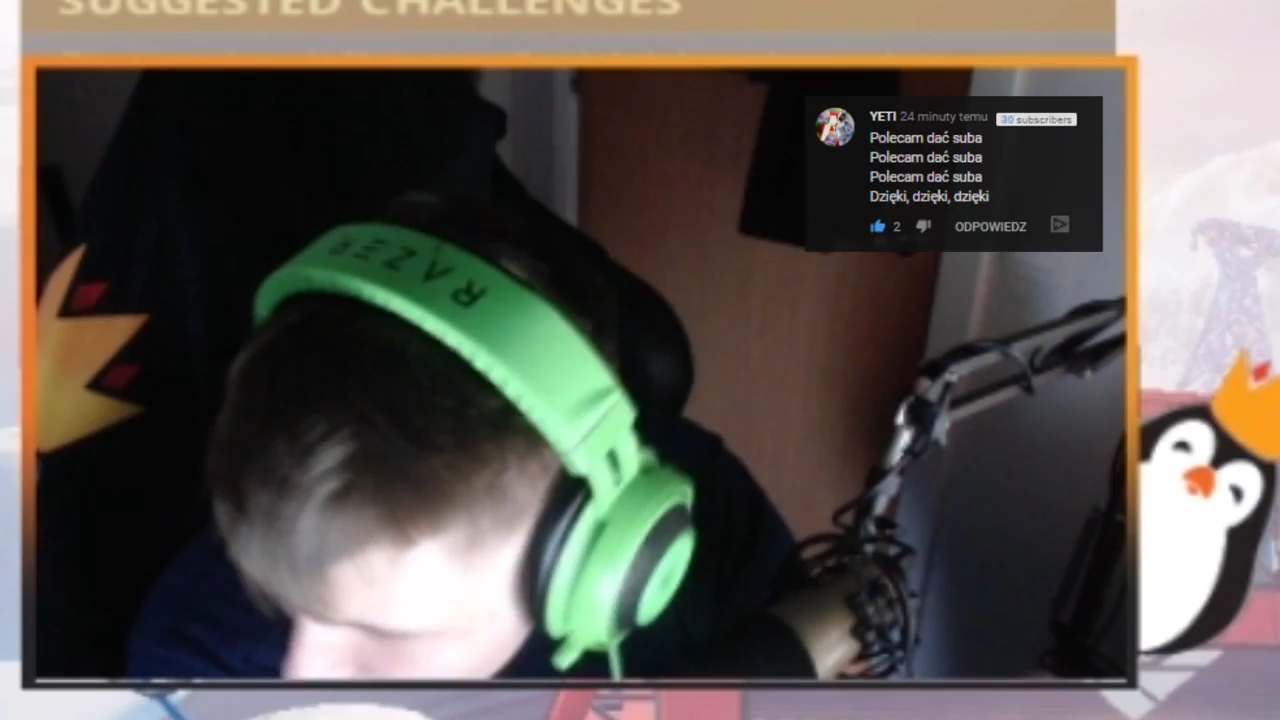 SUGGESTED CHALLENGES
RAZER
YETI 24 minuty temu 30 subscribers
Polecam dać suba
Polecam dać suba
Polecam dać suba
Dzięki, dzięki, dzięki
2 ODPOWIEDZ